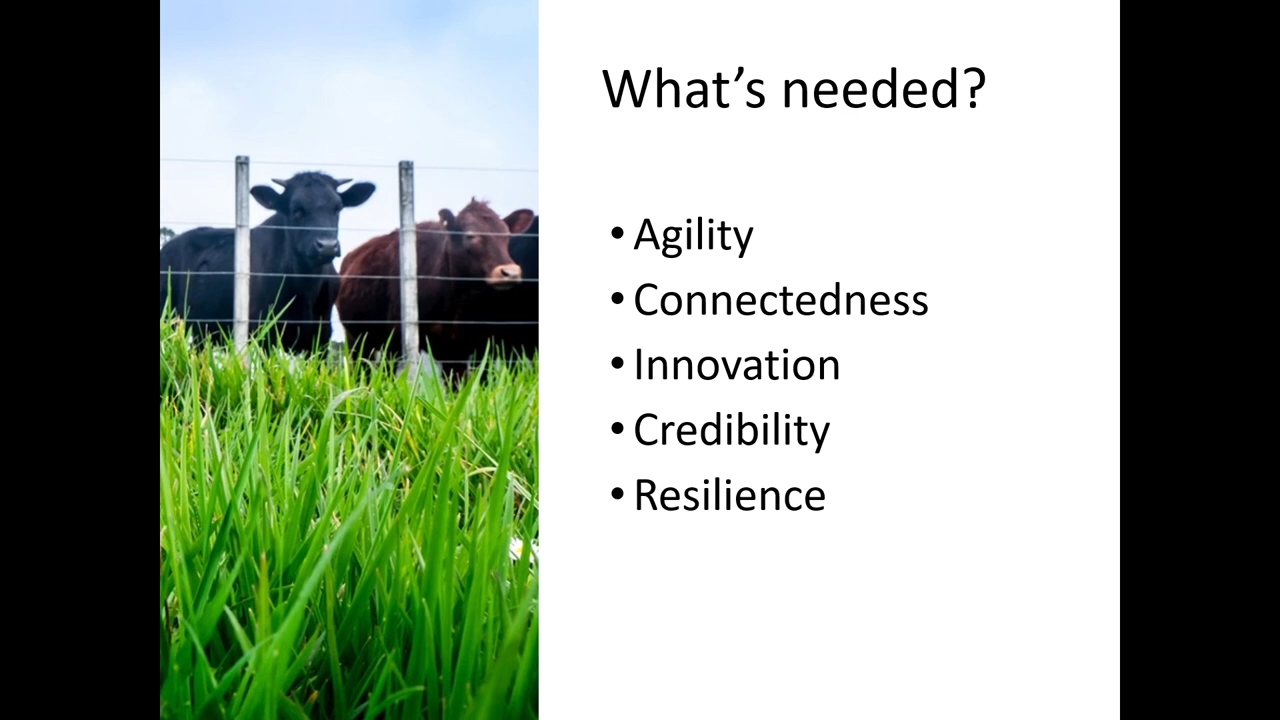 What’s needed?
• Agility
• Connectedness
• Innovation
• Credibility
• Resilience